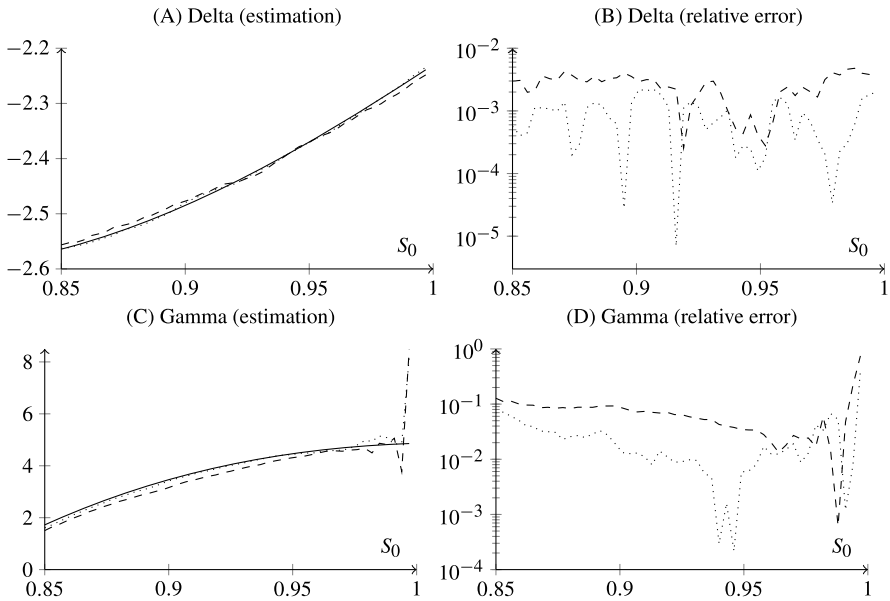 (A) Delta (estimation)
−2.2
−2.3
−2.4
−2.5
−2.6
0.85 0.9 0.95 1
S₀
(B) Delta (relative error)
10⁻²
10⁻³
10⁻⁴
10⁻⁵
0.85 0.9 0.95 1
S₀
(C) Gamma (estimation)
8
6
4
2
0
0.85 0.9 0.95 1
S₀
(D) Gamma (relative error)
10⁰
10⁻¹
10⁻²
10⁻³
10⁻⁴
0.85 0.9 0.95 1
S₀